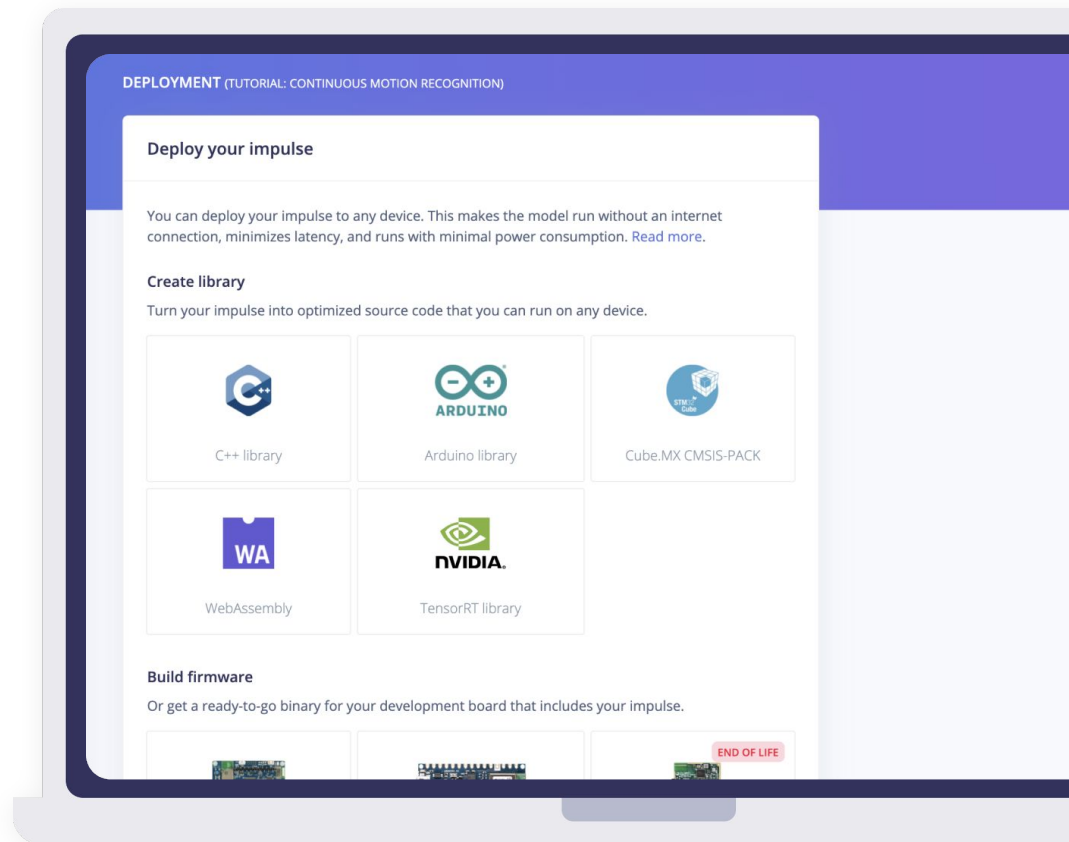 DEPLOYMENT (TUTORIAL: CONTINUOUS MOTION RECOGNITION)
Deploy your impulse
You can deploy your impulse to any device. This makes the model run without an internet
connection, minimizes latency, and runs with minimal power consumption. Read more.
Create library
Turn your impulse into optimized source code that you can run on any device.
C++
ARDUINO
STM32
Cube
C++ library
Arduino library
Cube.MX CMSIS-PACK
WA
NVIDIA.
WebAssembly
TensorRT library
Build firmware
Or get a ready-to-go binary for your development board that includes your impulse.
END OF LIFE